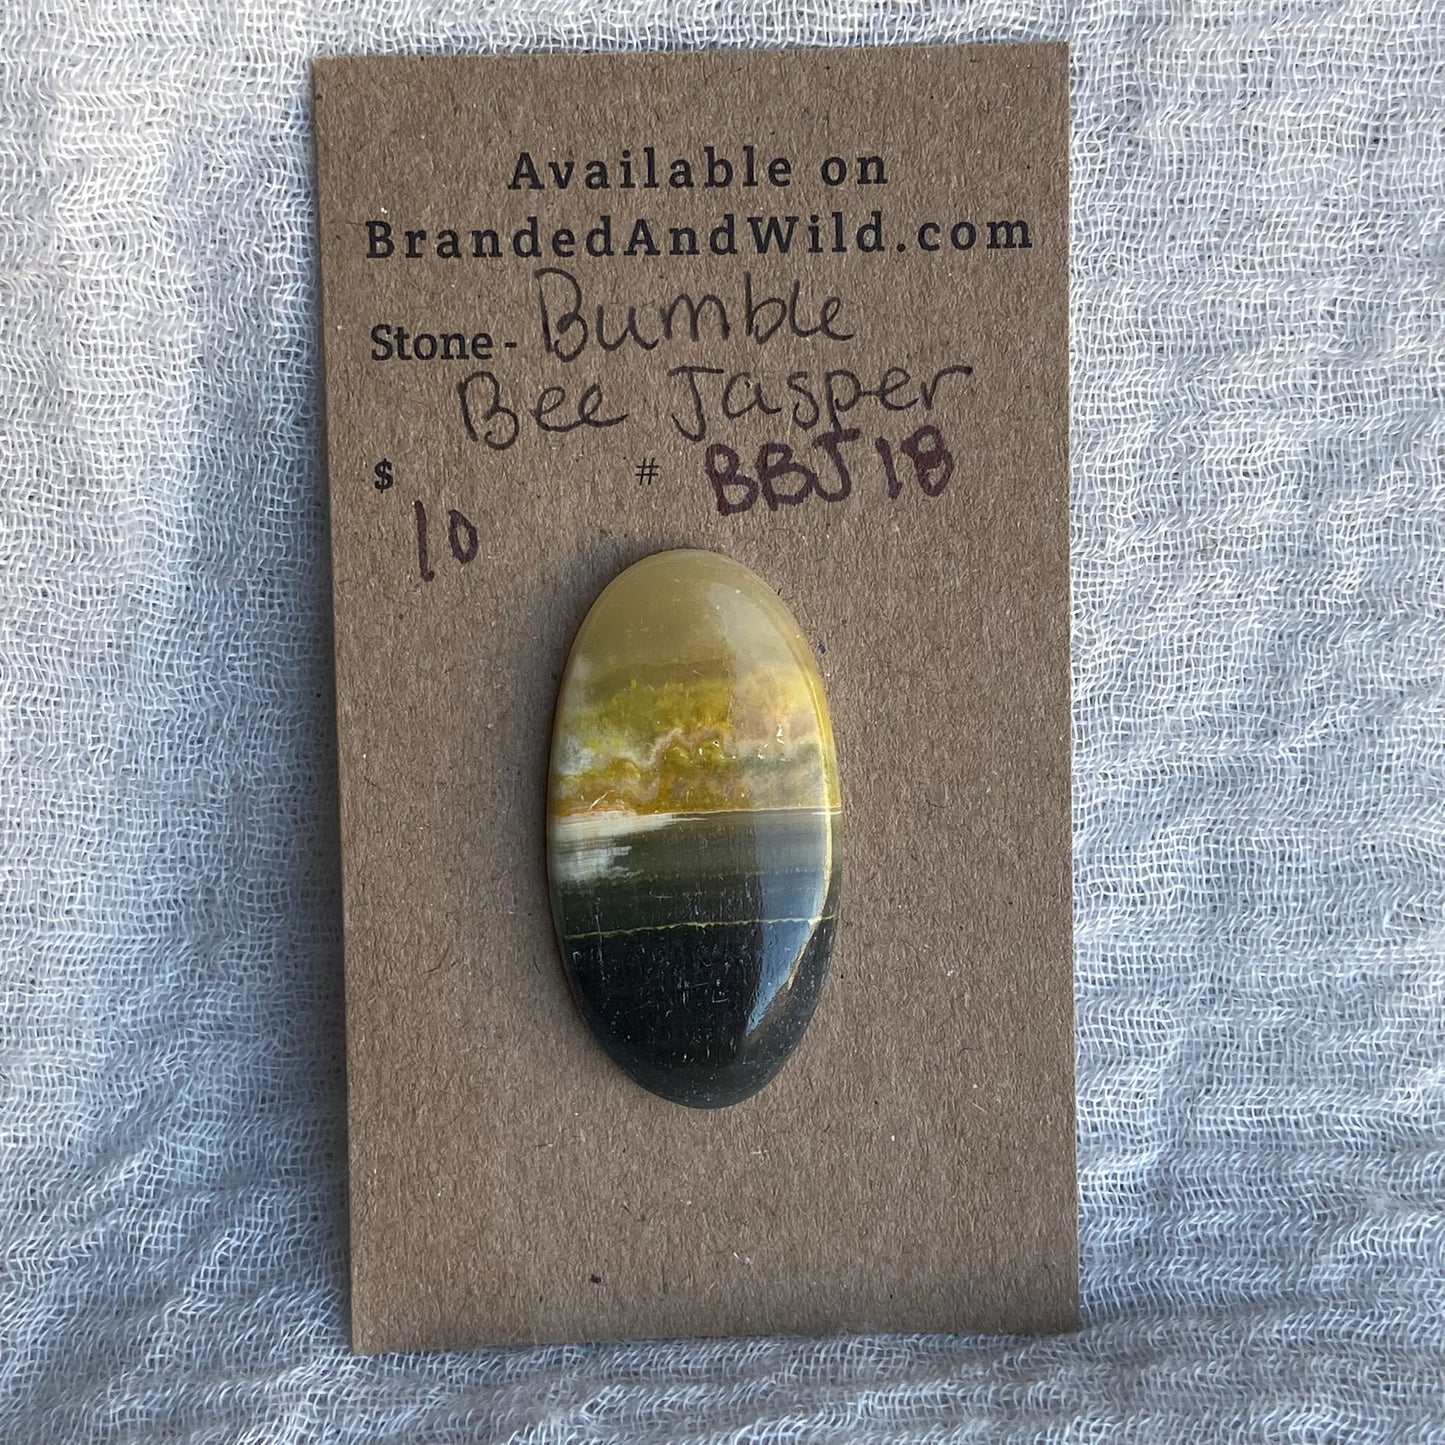 Available on
BrandedAndWild.com
Stone - Bumble
Bee Jasper
$ # BBJ18
10